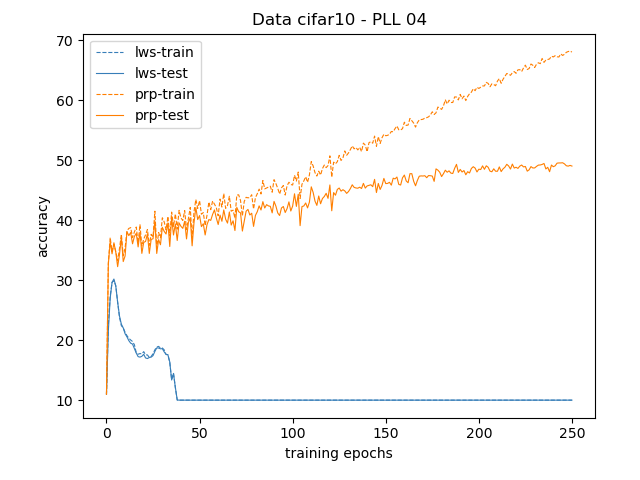 Data cifar10 - PLL 04
lws-train
lws-test
prp-train
prp-test
accuracy
70
60
50
40
30
20
10
0
50
100
150
200
250
training epochs